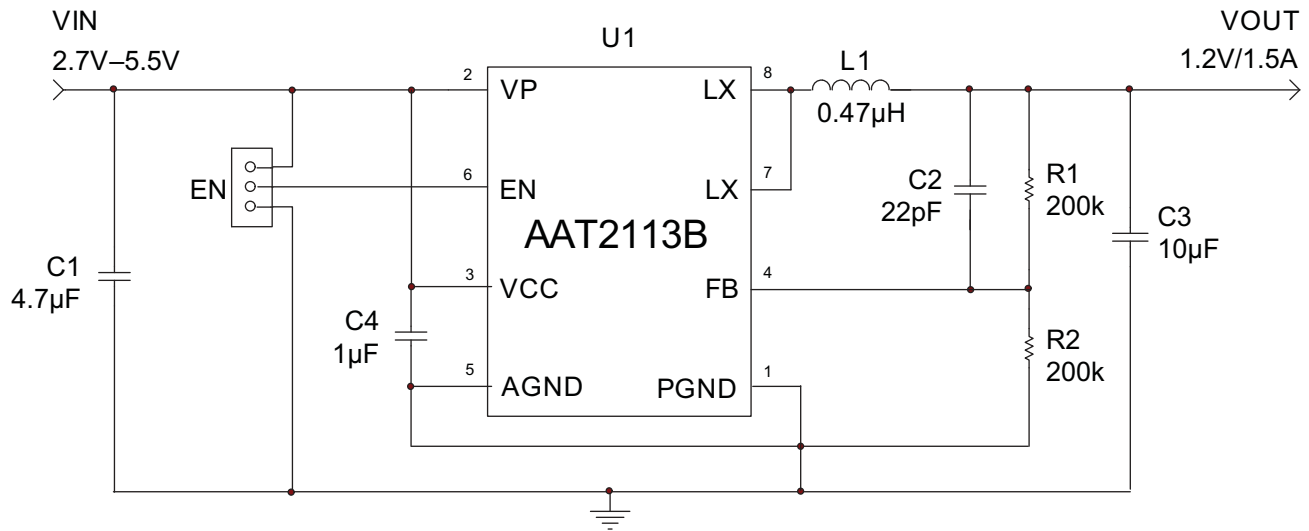 VIN
2.7V–5.5V
U1
VOUT
1.2V/1.5A
2
VP
LX
8
L1
0.47µH
EN
6
EN
LX
7
C2
22pF
R1
200k
AAT2113B
C3
10µF
C1
4.7µF
3
VCC
FB
4
C4
1µF
R2
200k
5
AGND
PGND
1